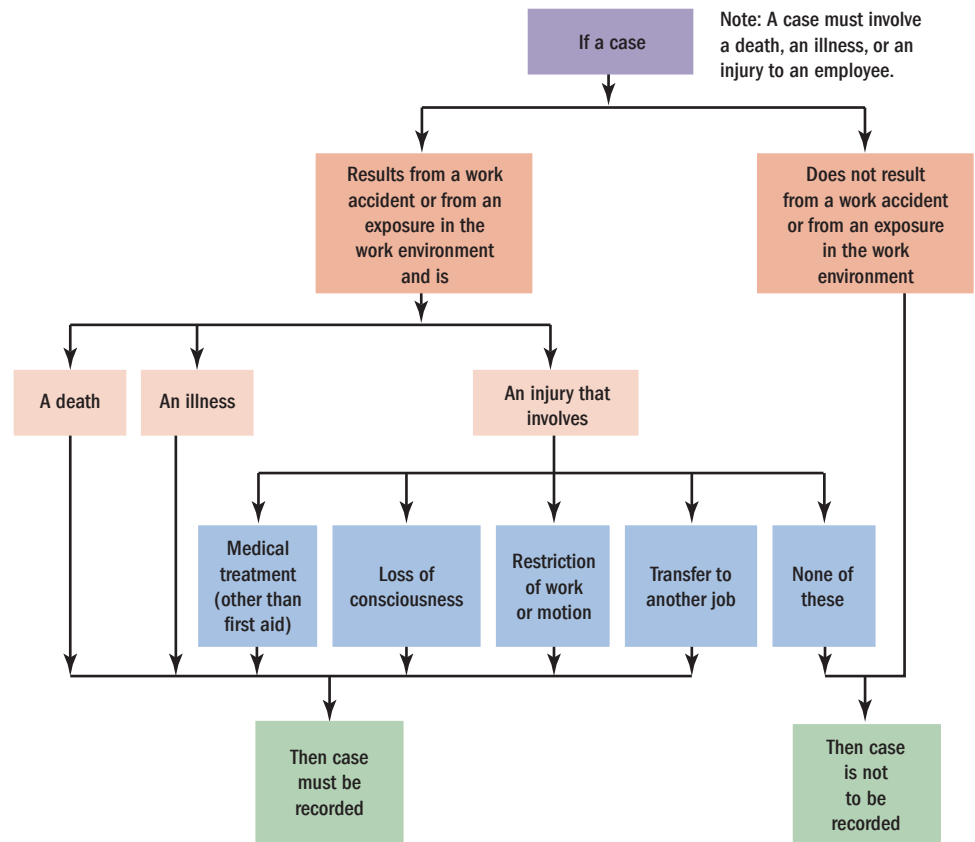 If a case
Note: A case must involve
a death, an illness, or an
injury to an employee.
Results from a work
accident or from an
exposure in the
work environment
and is
Does not result
from a work accident
or from an exposure
in the work
environment
A death
An illness
An injury that
involves
Medical
treatment
(other than
first aid)
Loss of
consciousness
Restriction
of work
or motion
Transfer to
another job
None of
these
Then case
must be
recorded
Then case
is not
to be
recorded